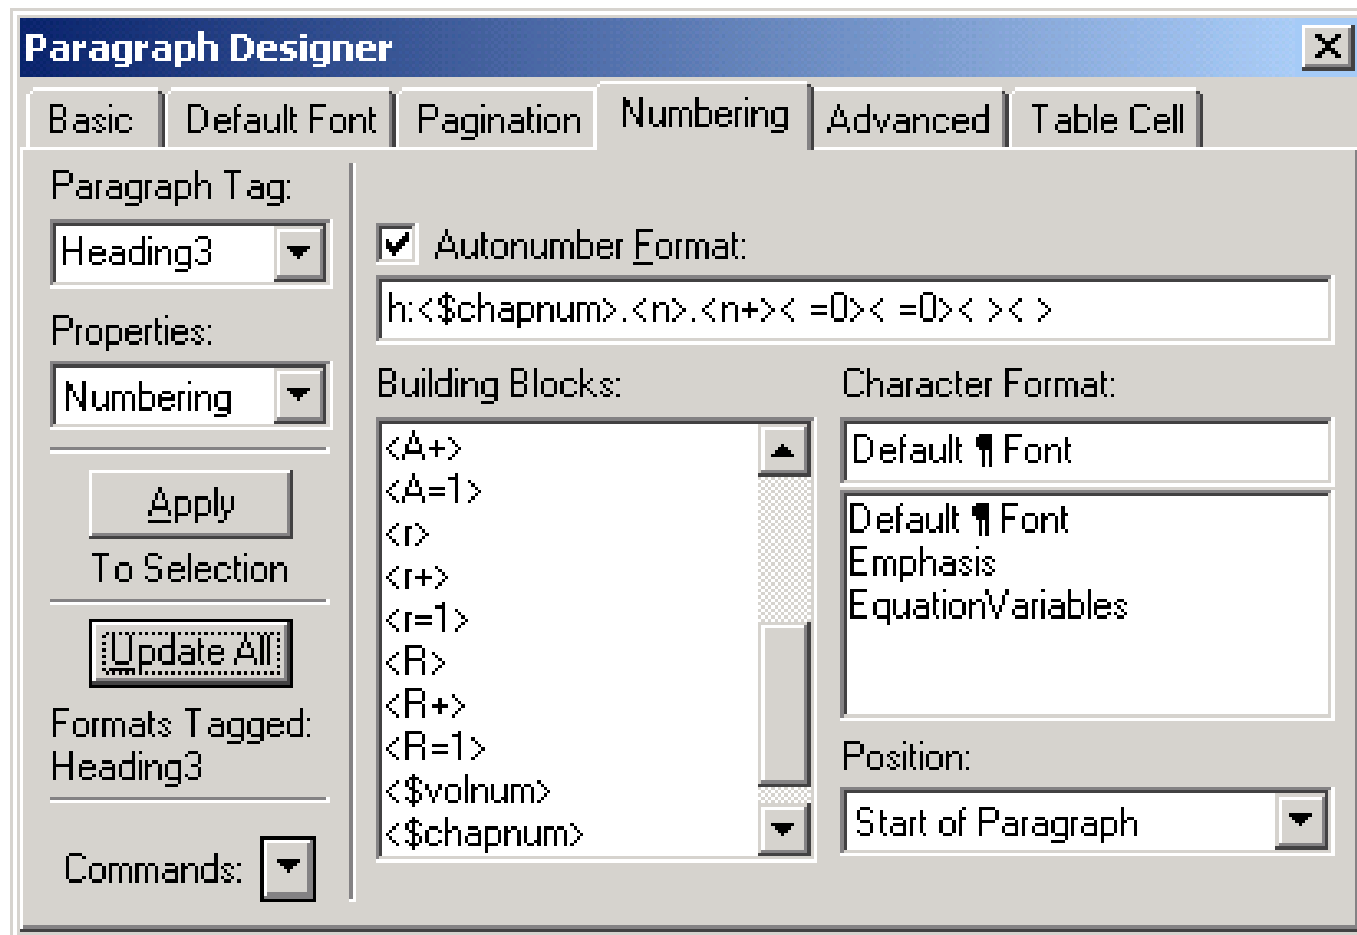 Paragraph Designer
Basic Default Font Pagination Numbering Advanced Table Cell
Paragraph Tag:
Heading3
Properties:
Numbering
Apply
To Selection
Update All
Formats Tagged:
Heading3
Commands:
Autonumber Format:
h:<$chapnum>.<n>.<n+>< =0>< =0>< >< >
Building Blocks:
<A+>
<A=1>
<r>
<r+>
<r=1>
<R>
<R+>
<R=1>
<$volnum>
<$chapnum>
Character Format:
Default ¶ Font
Default ¶ Font
Emphasis
EquationVariables
Position:
Start of Paragraph